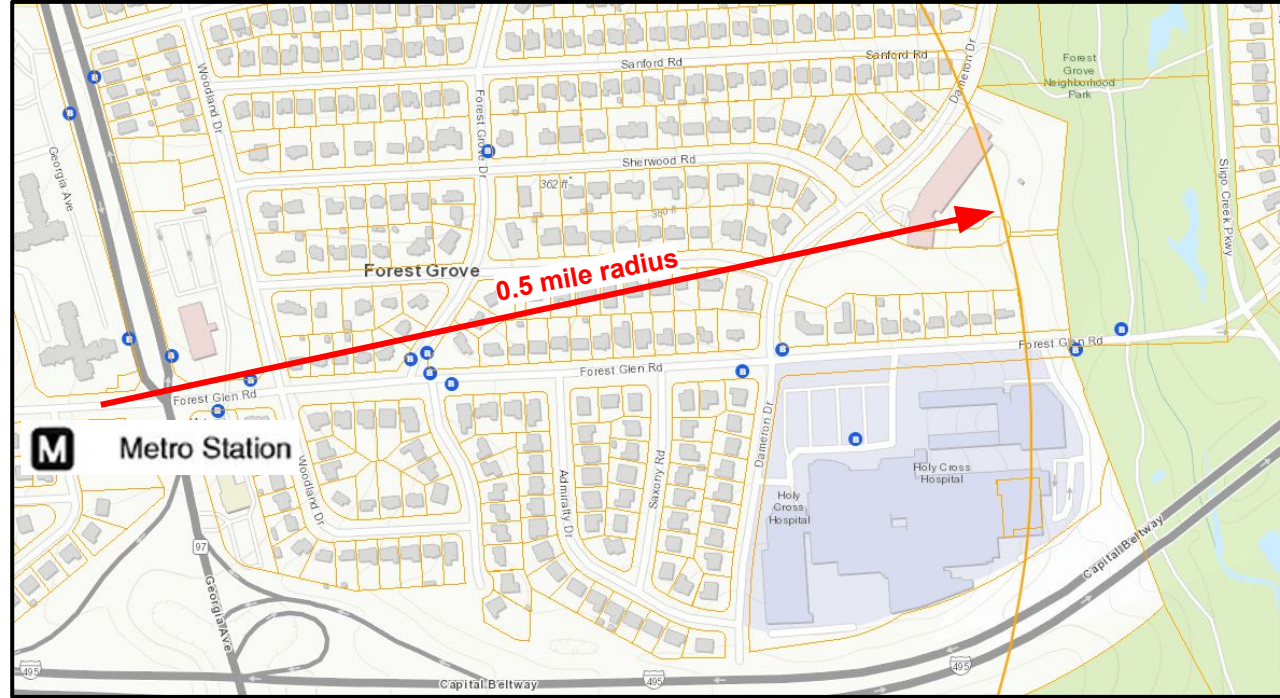 Sanford Rd
Sanford Rd
Dameron Dr
Forest
Grove
Neighborhood
Park
Woodland Dr
Forest Grove Dr
Georgia Ave
Sherwood Rd
362 ft
350 ft
Sligo Creek Pkwy
Forest Grove
0.5 mile radius
Forest Glen Rd
Forest Glen Rd
Forest Glen Rd
M Metro Station
Woodland Dr
Admiralty Dr
Saxony Rd
Dameron Dr
Holy Cross
Hospital
Holy
Cross
Hospital
97
Georgia Ave
Capital Beltway
495
Capital Beltway
495
495